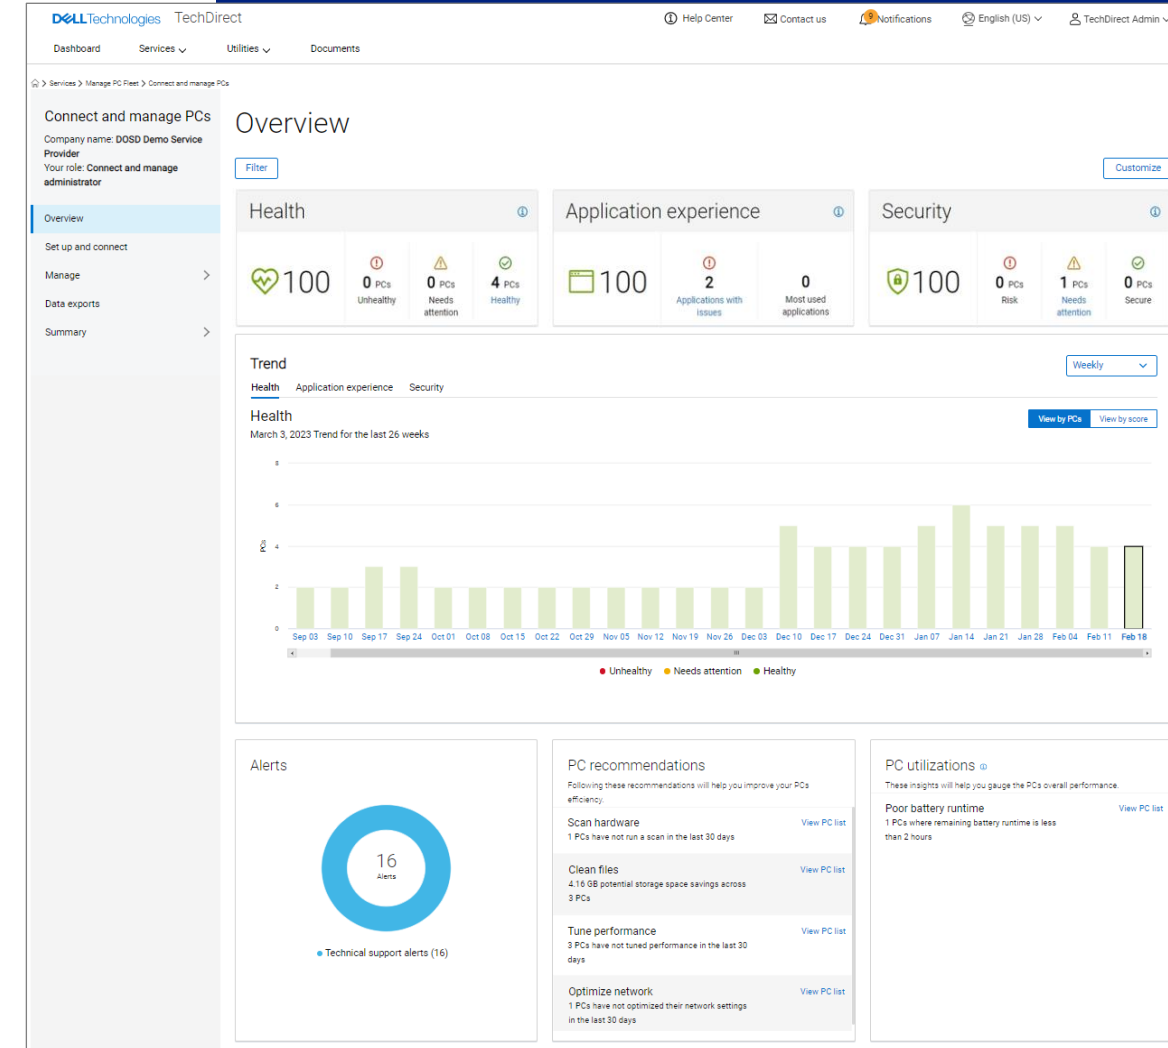 DELLTechnologies TechDirect
Help Center
Contact us
9
Notifications
English (US)
TechDirect Admin
Dashboard
Services
Utilities
Documents
> Services > Manage PC Fleet > Connect and manage PCs
Connect and manage PCs
Company name: DOSD Demo Service
Provider
Your role: Connect and manage
administrator
Overview
Set up and connect
Manage
Data exports
Summary
Overview
Filter
Customize
Health
100
0 PCs
Unhealthy
0 PCs
Needs
attention
4 PCs
Healthy
Application experience
100
2
Applications with
issues
0
Most used
applications
Security
100
0 PCs
Risk
1 PCs
Needs
attention
0 PCs
Secure
Trend
Weekly
Health Application experience Security
Health
View by PCs View by score
March 3, 2023 Trend for the last 26 weeks
8
6
4
2
0
PCs
Sep 03 Sep 10 Sep 17 Sep 24 Oct 01 Oct 08 Oct 15 Oct 22 Oct 29 Nov 05 Nov 12 Nov 19 Nov 26 Dec 03 Dec 10 Dec 17 Dec 24 Dec 31 Jan 07 Jan 14 Jan 21 Jan 28 Feb 04 Feb 11 Feb 18
Unhealthy Needs attention Healthy
Alerts
16
Alerts
Technical support alerts (16)
PC recommendations
Following these recommendations will help you improve your PCs
efficiency.
Scan hardware View PC list
1 PCs have not run a scan in the last 30 days
Clean files View PC list
4.16 GB potential storage space savings across
3 PCs
Tune performance View PC list
3 PCs have not tuned performance in the last 30
days
Optimize network View PC list
1 PCs have not optimized their network settings
in the last 30 days
PC utilizations
These insights will help you gauge the PCs overall performance.
Poor battery runtime View PC list
1 PCs where remaining battery runtime is less
than 2 hours